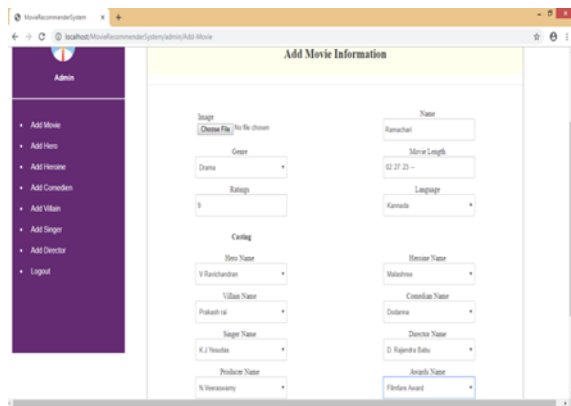 MovieRecommenderSystem
localhost/MovieRecommenderSystem/admin/Add-Movie
Admin
Add Movie
Add Hero
Add Heroine
Add Comedien
Add Villain
Add Singer
Add Director
Logout
Add Movie Information
Image
Choose File No file chosen
Name
Ramachari
Genre
Drama
Movie Length
02:27:23 --
Ratings
9
Language
Kannada
Casting
Hero Name
V Ravichandran
Heroine Name
Malashree
Villain Name
Prakash rai
Comedian Name
Dodanna
Singer Name
K.J.Yesudas
Director Name
D. Rajendra Babu
Producer Name
N.Veeraswamy
Awards Name
Filmfare Award